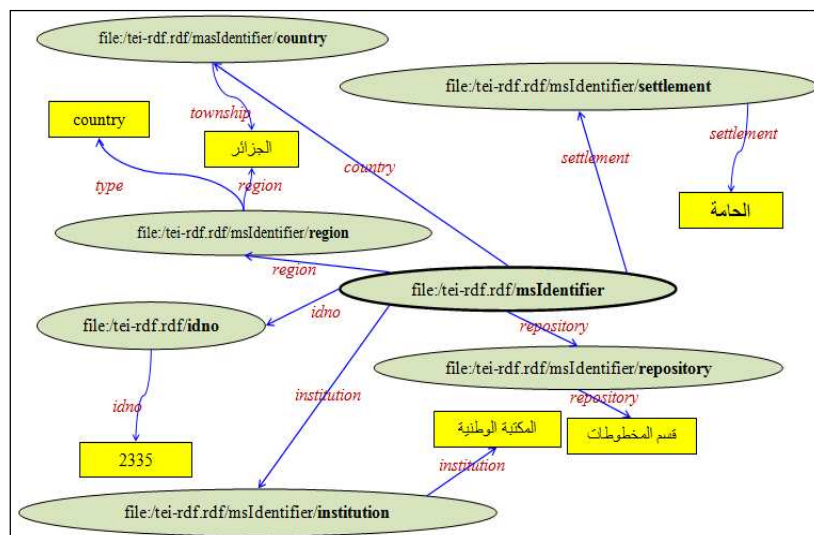 file:/tei-rdf.rdf/masIdentifier/country
file:/tei-rdf.rdf/msIdentifier/settlement
township
country
settlement
الجزائر
country
settlement
type
region
الحامة
file:/tei-rdf.rdf/msIdentifier/region
region
file:/tei-rdf.rdf/msIdentifier
idno
file:/tei-rdf.rdf/idno
repository
file:/tei-rdf.rdf/msIdentifier/repository
institution
repository
idno
المكتبة الوطنية
قسم المخطوطات
2335
institution
file:/tei-rdf.rdf/msIdentifier/institution